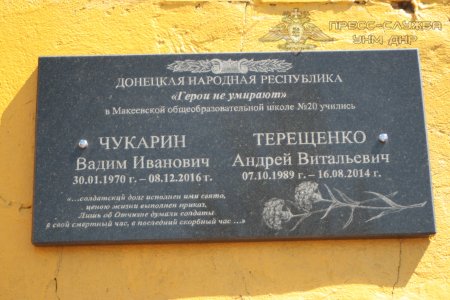 ПРЕСС-СЛУЖБА
УНМ ДНР
ДОНЕЦКАЯ НАРОДНАЯ РЕСПУБЛИКА
«Герои не умирают»
в Макеевской общеобразовательной школе №20 учились
ЧУКАРИН
Вадим Иванович
30.01.1970 г. – 08.12.2016 г.
ТЕРЕЩЕНКО
Андрей Витальевич
07.10.1989 г. – 16.08.2014 г.
«...солдатский долг исполнен ими свято,
ценою жизни выполнен приказ,
Лишь об Отчизне думали солдаты
в свой смертный час, в последний скорбный час ...»